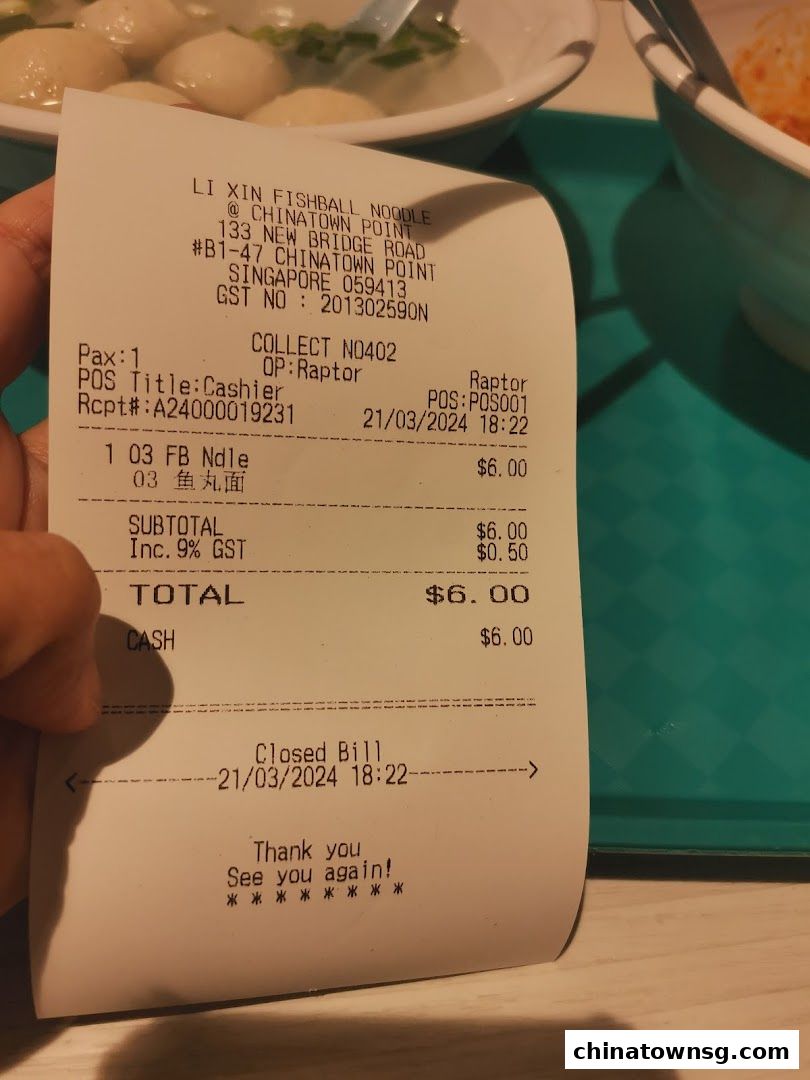 LI XIN FISHBALL NOODLE
@ CHINATOWN POINT
133 NEW BRIDGE ROAD
#B1-47 CHINATOWN POINT
SINGAPORE 059413
GST NO : 201302590N
COLLECT NO402
Pax:1 OP:Raptor Raptor
POS Title:Cashier POS:POS001
Rcpt#:A24000019231 21/03/2024 18:22
1 03 FB Ndle $6.00
03 鱼丸面
SUBTOTAL $6.00
Inc.9% GST $0.50
TOTAL $6.00
CASH $6.00
Closed Bill
<------21/03/2024 18:22------>
Thank you
See you again!
* * * * * * * *
chinatownsg.com